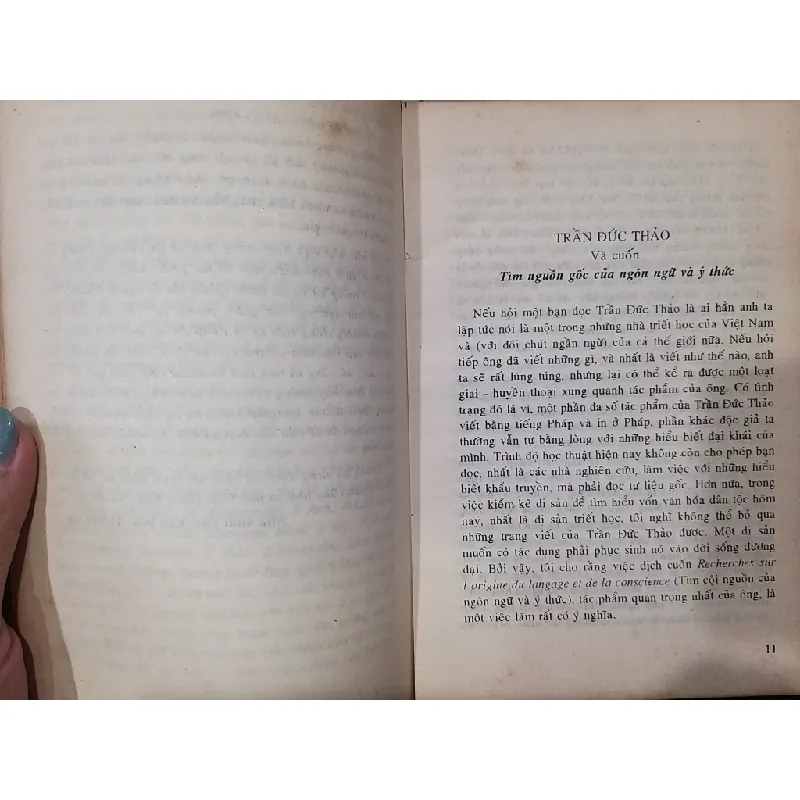 TRẦN ĐỨC THẢO
Và cuốn
Tìm nguồn gốc của ngôn ngữ và ý thức
Nếu hỏi một bạn đọc Trần Đức Thảo là ai hẳn anh ta
lập tức nói là một trong những nhà triết học của Việt Nam
và (với đôi chút ngần ngừ) của cả thế giới nữa. Nếu hỏi
tiếp ông đã viết những gì, và nhất là viết như thế nào, anh
ta sẽ rất lúng túng, nhưng lại có thể kể ra được một loạt
giai - huyền thoại xung quanh tác phẩm của ông. Có tình
trạng đó là vì, một phần đa số tác phẩm của Trần Đức Thảo
viết bằng tiếng Pháp và in ở Pháp, phần khác độc giả ta
thường vẫn tự bằng lòng với những hiểu biết đại khái của
mình. Trình độ học thuật hiện nay không còn cho phép bạn
đọc, nhất là các nhà nghiên cứu, làm việc với những hiểu
biết khẩu truyền, mà phải đọc tư liệu gốc. Hơn nữa, trong
việc kiểm kê di sản để tìm hiểu vốn văn hóa dân tộc hôm
nay, nhất là di sản triết học, tôi nghĩ không thể bỏ qua
những trang viết của Trần Đức Thảo được. Một di sản
muốn có tác dụng phải phục sinh nó vào đời sống đương
đại. Bởi vậy, tôi cho rằng việc dịch cuốn Recherches sur
l'origine du langage et de la conscience (Tìm cội nguồn của
ngôn ngữ và ý thức), tác phẩm quan trọng nhất của ông, là
một việc làm rất có ý nghĩa.
11